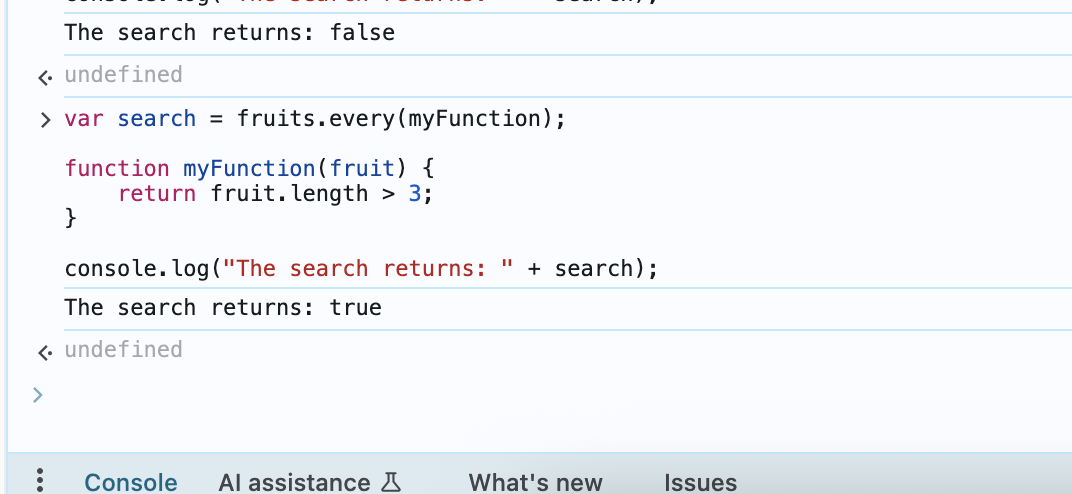 The search returns: false
undefined
> var search = fruits.every(myFunction);
function myFunction(fruit) {
return fruit.length > 3;
}
console.log("The search returns: " + search);
The search returns: true
undefined
>
Console AI assistance What's new Issues